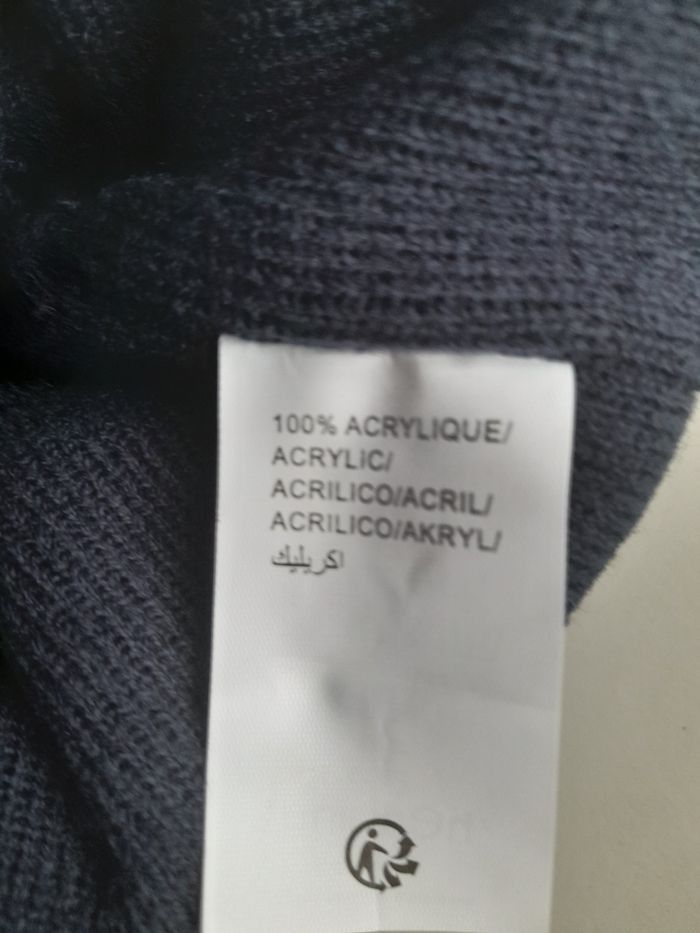 100% ACRYLIQUE/
ACRYLIC/
ACRILICO/ACRIL/
ACRILICO/AKRYL/
اكريليك